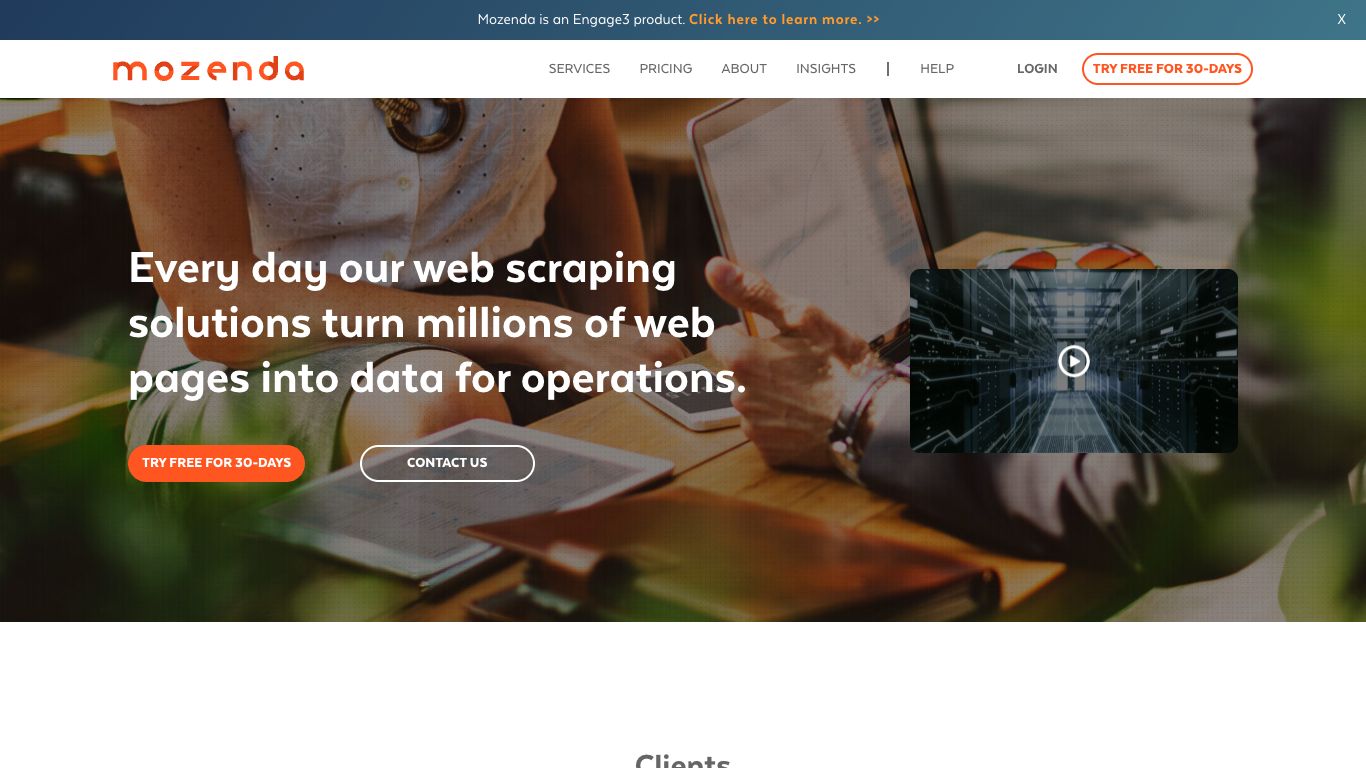 Mozenda is an Engage3 product. Click here to learn more. >>
X
mozenda
SERVICES
PRICING
ABOUT
INSIGHTS
|
HELP
LOGIN
TRY FREE FOR 30-DAYS
Every day our web scraping
solutions turn millions of web
pages into data for operations.
TRY FREE FOR 30-DAYS
CONTACT US
Clients